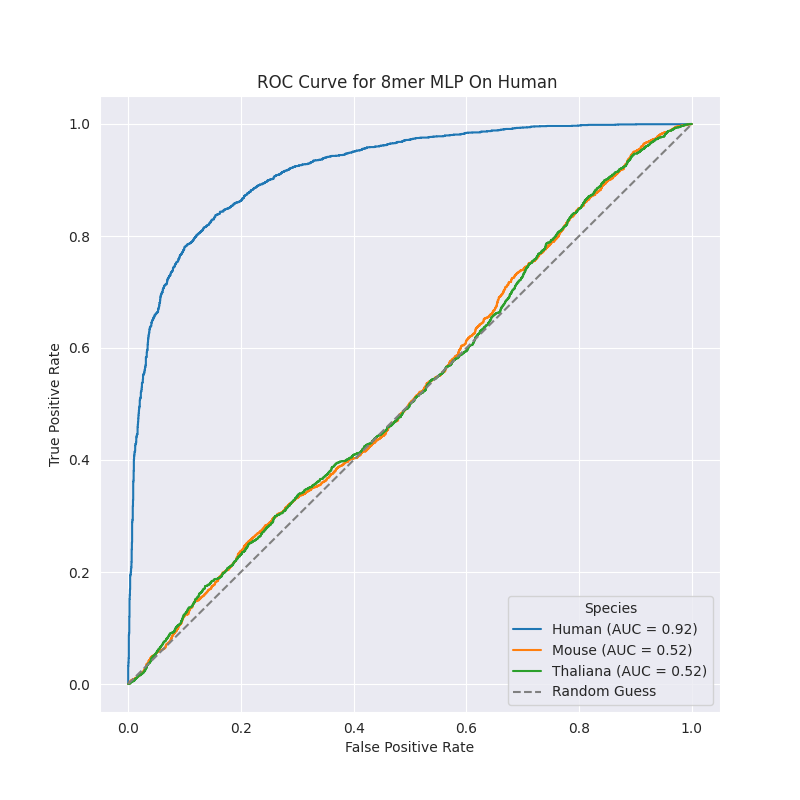 ROC Curve for 8mer MLP On Human
True Positive Rate
1.0
0.8
0.6
0.4
0.2
0.0
Species
Human (AUC = 0.92)
Mouse (AUC = 0.52)
Thaliana (AUC = 0.52)
Random Guess
0.0 0.2 0.4 0.6 0.8 1.0
False Positive Rate